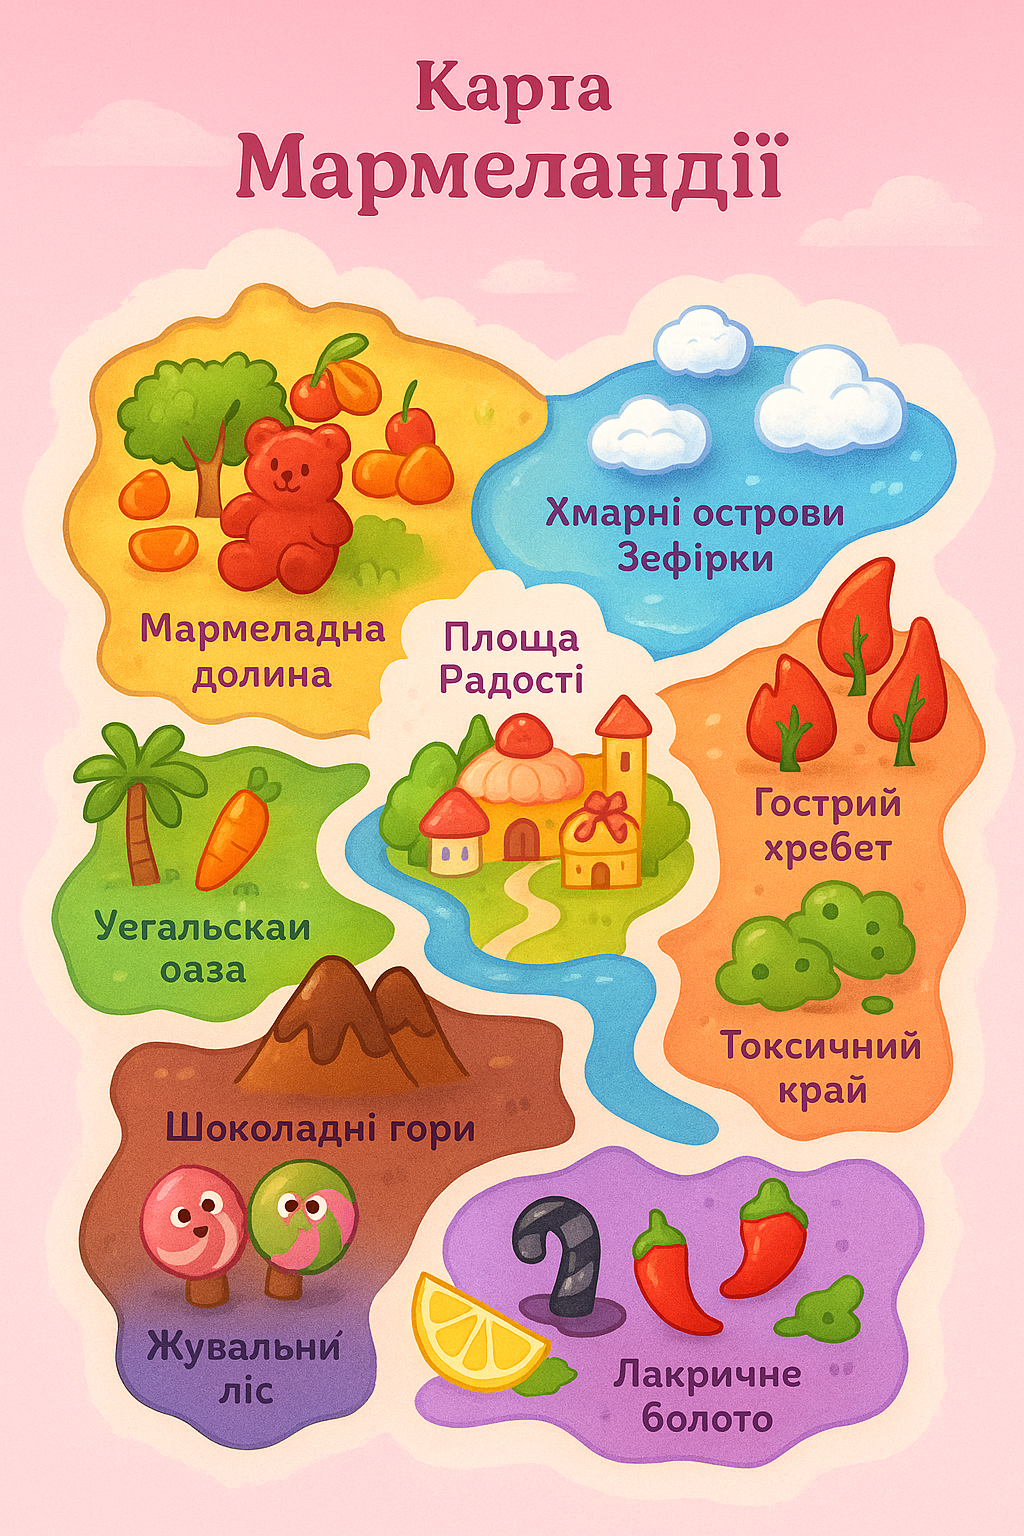 Карта
Мармеландії
Хмарні острови
Зефірки
Мармеладна
долина
Площа
Радості
Гострий
хребет
Уегальскаи
оаза
Токсичний
край
Шоколадні гори
Жувальни́
ліс
Лакричне
болото